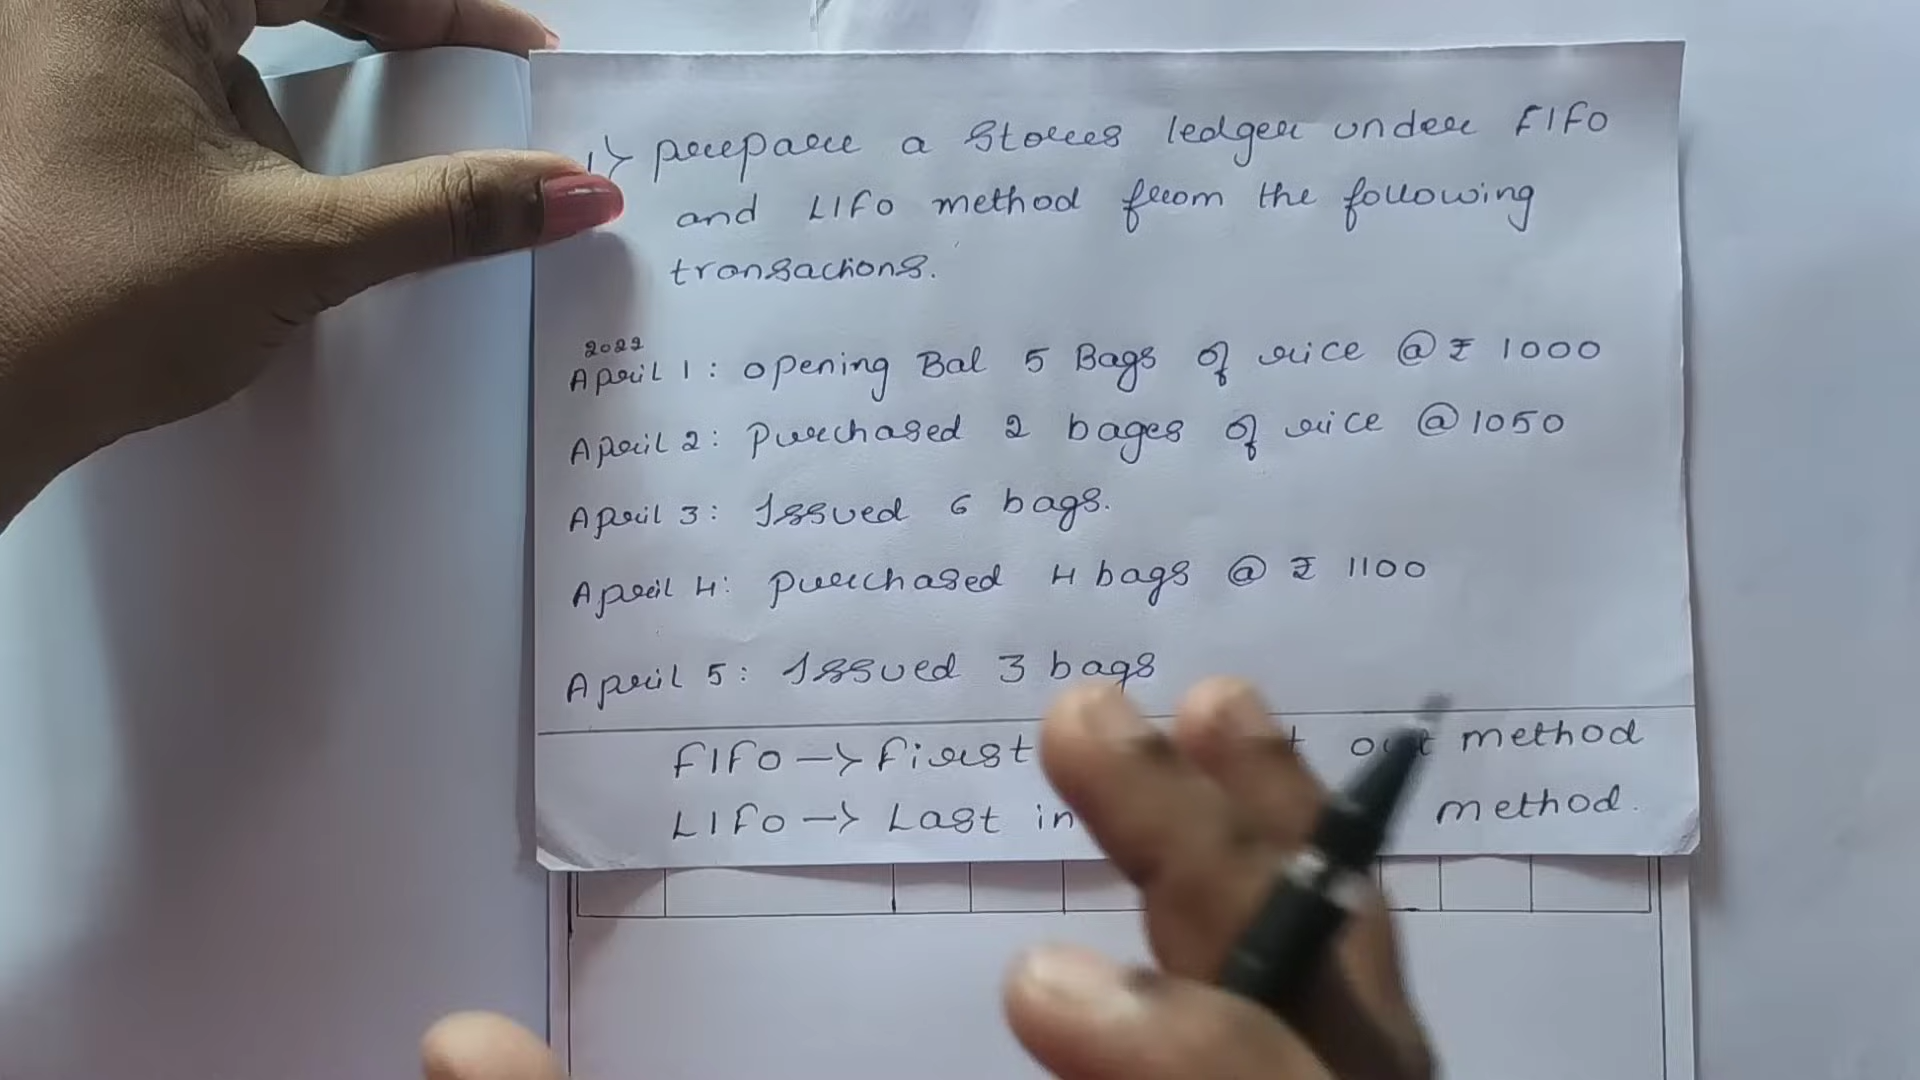 1> prepare a stores ledger under FIFO
and LIFO method from the following
transactions.
2022
April 1: opening Bal 5 Bags of rice @ ₹ 1000
April 2: purchased 2 bages of rice @ 1050
April 3: Issued 6 bags.
April 4: purchased 4 bags @ ₹ 1100
April 5: Issued 3 bags
FIFO → First out method
LIFO → Last in method.